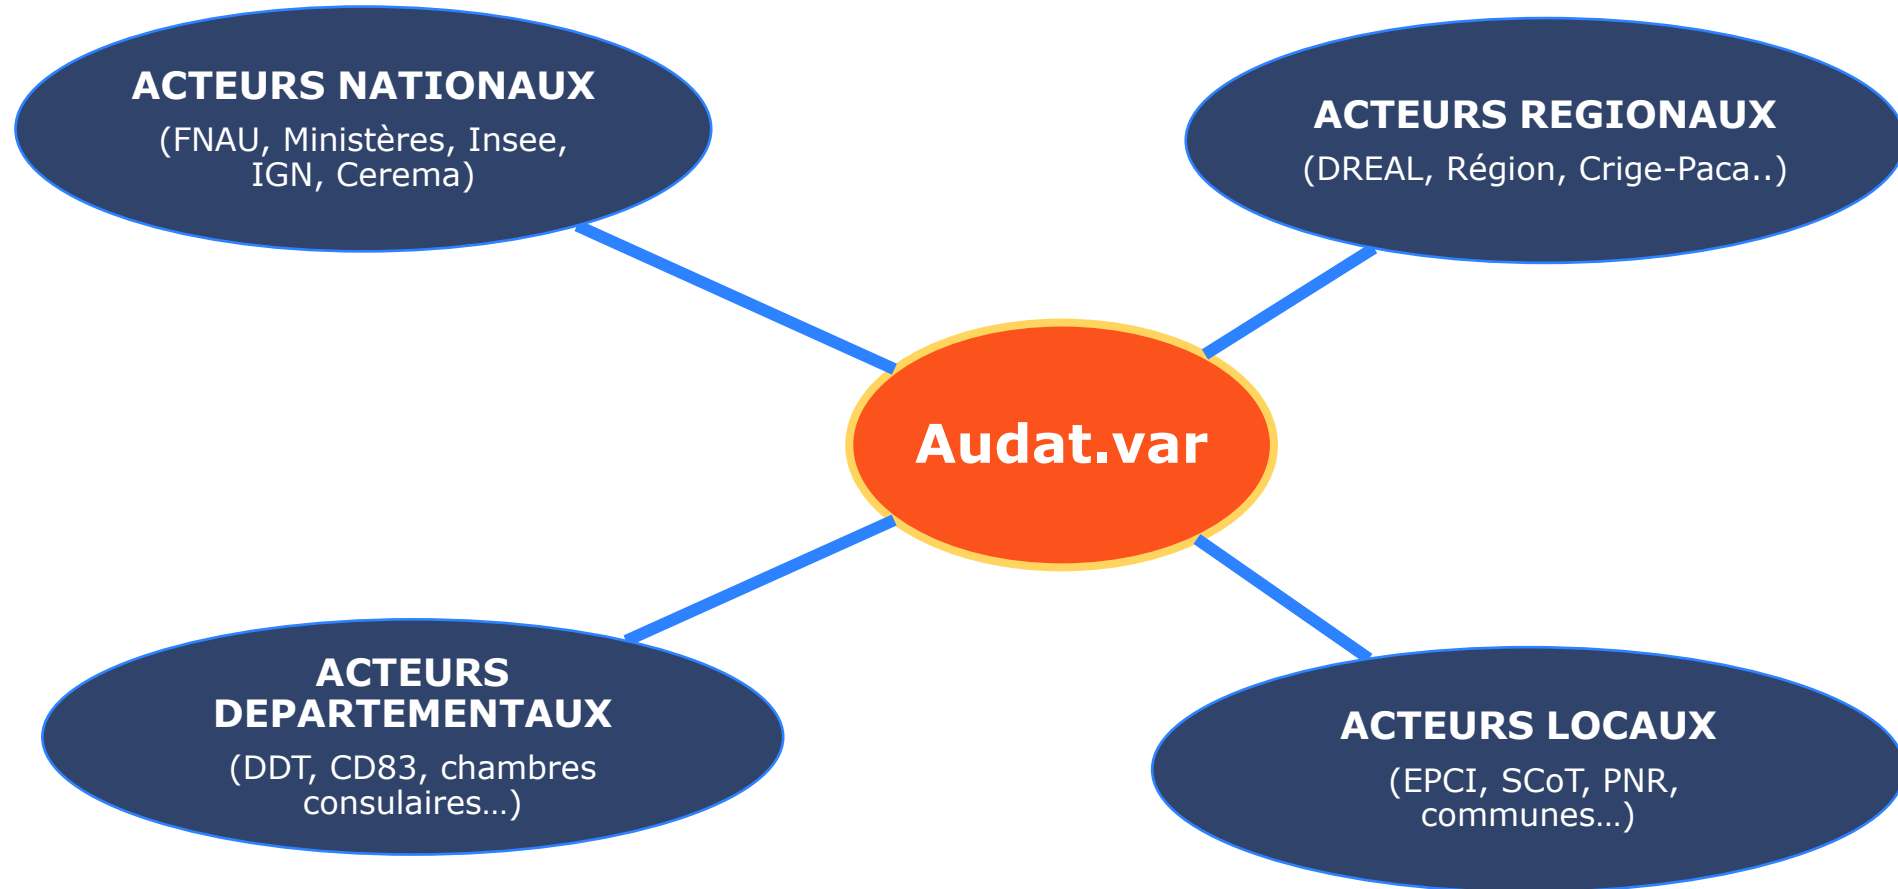 ACTEURS NATIONAUX
(FNAU, Ministères, Insee,
IGN, Cerema)
ACTEURS REGIONAUX
(DREAL, Région, Crige-Paca..)
Audat.var
ACTEURS
DEPARTEMENTAUX
(DDT, CD83, chambres
consulaires…)
ACTEURS LOCAUX
(EPCI, SCoT, PNR,
communes…)